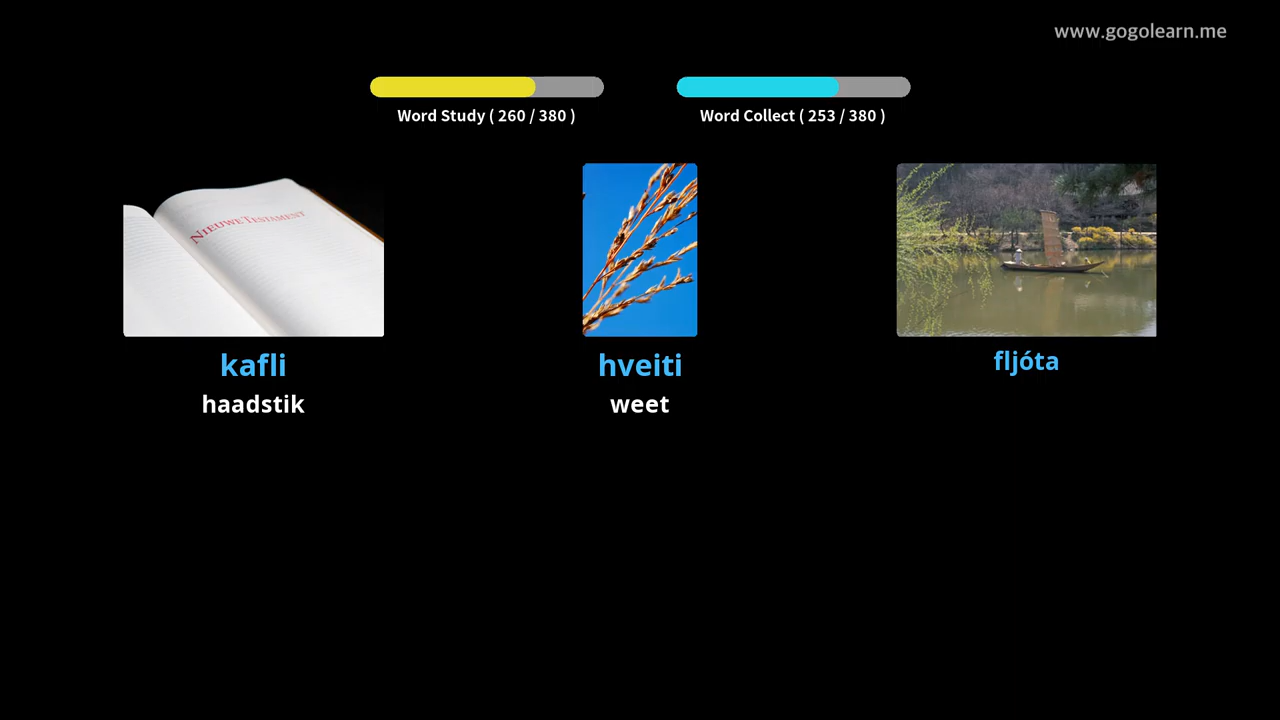 www.gogolearn.me
Word Study ( 260 / 380 )
Word Collect ( 253 / 380 )
NIEUWE TESTAMENT
kafli
hveiti
fljóta
haadstik
weet